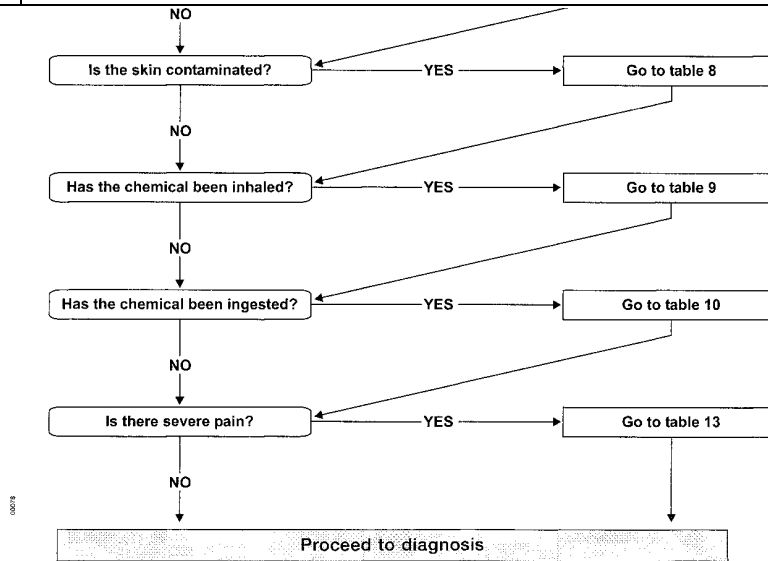 NO
Is the skin contaminated?
YES
Go to table 8
NO
Has the chemical been inhaled?
YES
Go to table 9
NO
Has the chemical been ingested?
YES
Go to table 10
NO
Is there severe pain?
YES
Go to table 13
NO
Proceed to diagnosis